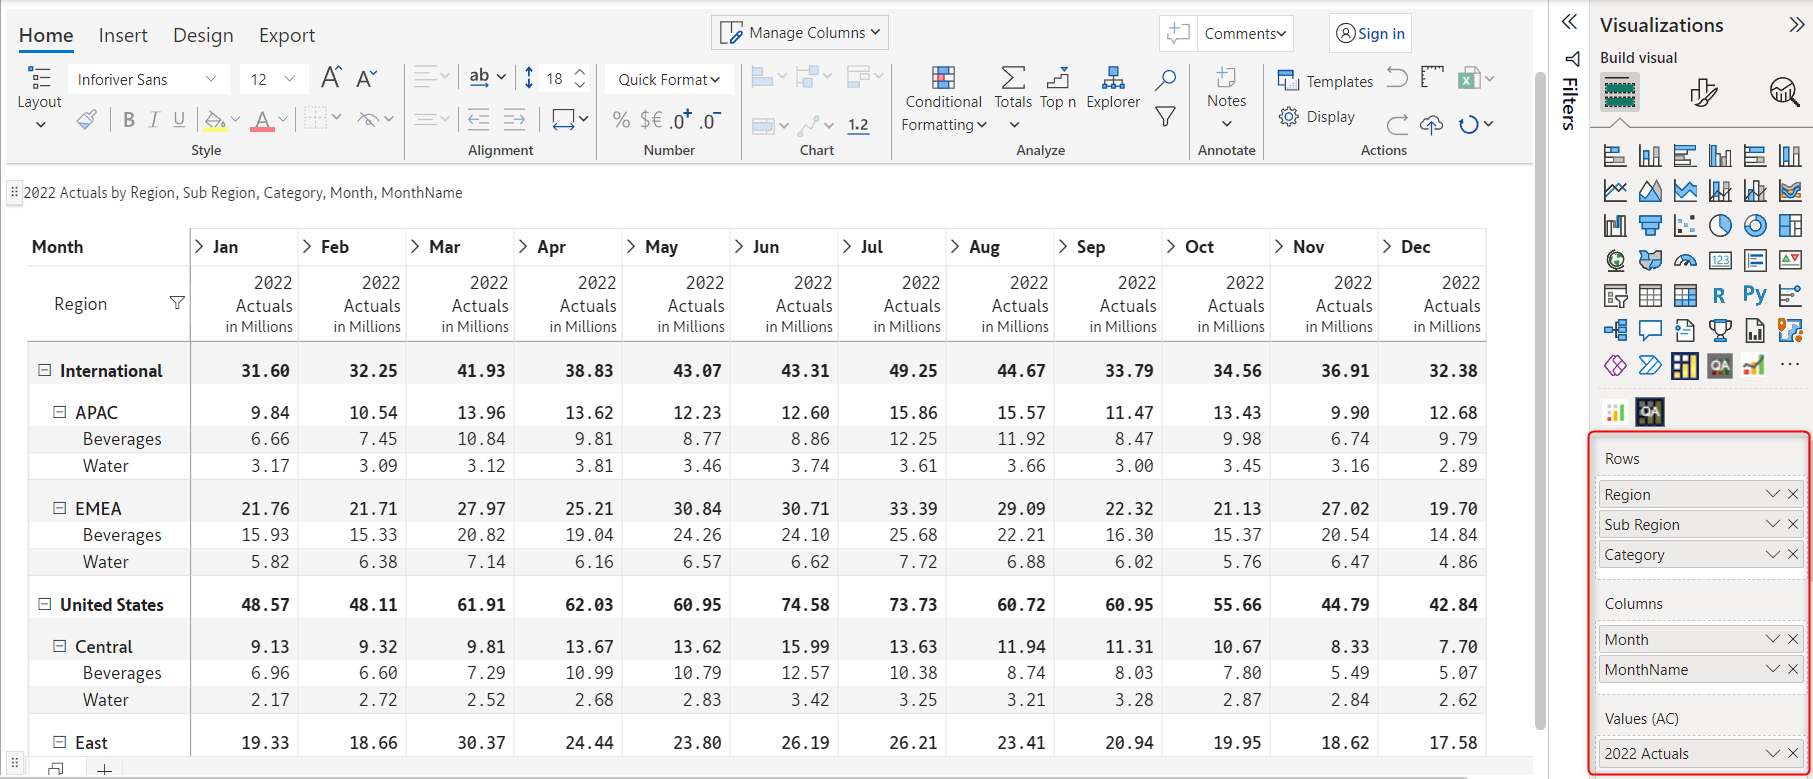 Home Insert Design Export Manage Columns Comments Sign in
Inforiver Sans 12 A A ab 18 Quick Format
Layout B I U A % $€ .0 .0 1.2
Conditional Formatting Totals Top n Explorer Notes Templates Display
Style Alignment Number Chart Analyze Annotate Actions
2022 Actuals by Region, Sub Region, Category, Month, MonthName
Month Jan Feb Mar Apr May Jun Jul Aug Sep Oct Nov Dec
2022 2022 2022 2022 2022 2022 2022 2022 2022 2022 2022 2022
Region Actuals Actuals Actuals Actuals Actuals Actuals Actuals Actuals Actuals Actuals Actuals Actuals
in Millions in Millions in Millions in Millions in Millions in Millions in Millions in Millions in Millions in Millions in Millions in Millions
International 31.60 32.25 41.93 38.83 43.07 43.31 49.25 44.67 33.79 34.56 36.91 32.38
APAC 9.84 10.54 13.96 13.62 12.23 12.60 15.86 15.57 11.47 13.43 9.90 12.68
Beverages 6.66 7.45 10.84 9.81 8.77 8.86 12.25 11.92 8.47 9.98 6.74 9.79
Water 3.17 3.09 3.12 3.81 3.46 3.74 3.61 3.66 3.00 3.45 3.16 2.89
EMEA 21.76 21.71 27.97 25.21 30.84 30.71 33.39 29.09 22.32 21.13 27.02 19.70
Beverages 15.93 15.33 20.82 19.04 24.26 24.10 25.68 22.21 16.30 15.37 20.54 14.84
Water 5.82 6.38 7.14 6.16 6.57 6.62 7.72 6.88 6.02 5.76 6.47 4.86
United States 48.57 48.11 61.91 62.03 60.95 74.58 73.73 60.72 60.95 55.66 44.79 42.84
Central 9.13 9.32 9.81 13.67 13.62 15.99 13.63 11.94 11.31 10.67 8.33 7.70
Beverages 6.96 6.60 7.29 10.99 10.79 12.57 10.38 8.74 8.03 7.80 5.49 5.07
Water 2.17 2.72 2.52 2.68 2.83 3.42 3.25 3.21 3.28 2.87 2.84 2.62
East 19.33 18.66 30.37 24.44 23.80 26.19 26.21 23.41 20.94 19.95 18.62 17.58
Filters
Visualizations
Build visual
123
R Py
QA
QA
Rows
Region
Sub Region
Category
Columns
Month
MonthName
Values (AC)
2022 Actuals